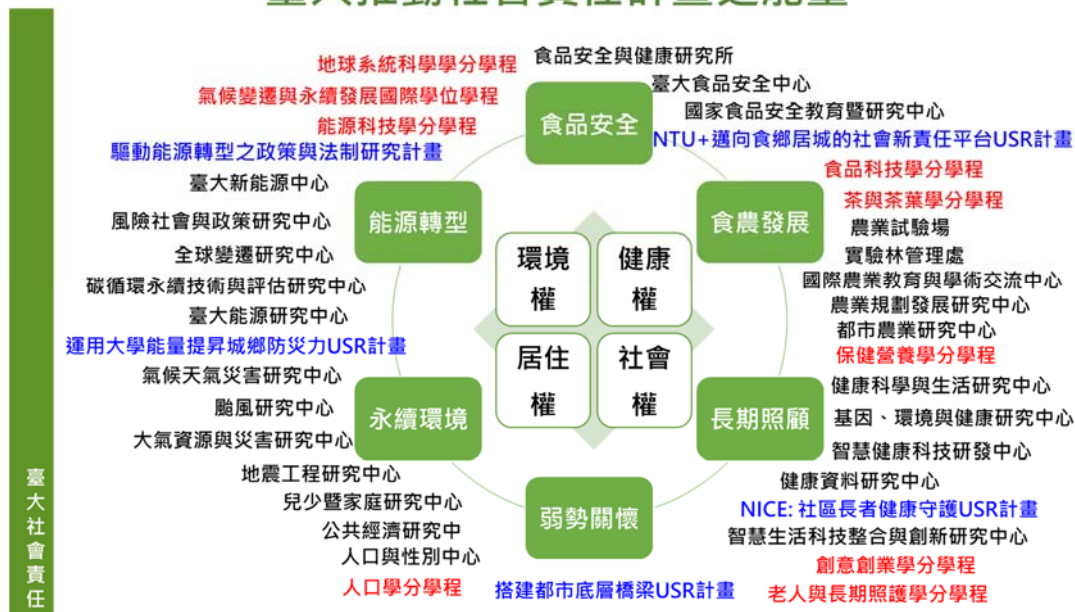 臺大推動社會責任計畫之能量
地球系統科學學分學程
氣候變遷與永續發展國際學位學程
能源科技學分學程
驅動能源轉型之政策與法制研究計畫
臺大新能源中心
風險社會與政策研究中心
全球變遷研究中心
碳循環永續技術與評估研究中心
臺大能源研究中心
運用大學能量提昇城鄉防災力USR計畫
氣候天氣災害研究中心
颱風研究中心
大氣資源與災害研究中心
地震工程研究中心
兒少暨家庭研究中心
公共經濟研究中
人口與性別中心
人口學分學程
食品安全
能源轉型
永續環境
弱勢關懷
食農發展
長期照顧
環境權
健康權
居住權
社會權
食品安全與健康研究所
臺大食品安全中心
國家食品安全教育暨研究中心
NTU+邁向食鄉居城的社會新責任平台USR計畫
食品科技學分學程
茶與茶葉學分學程
農業試驗場
實驗林管理處
國際農業教育與學術交流中心
農業規劃發展研究中心
都市農業研究中心
保健營養學分學程
健康科學與生活研究中心
基因、環境與健康研究中心
智慧健康科技研發中心
健康資料研究中心
NICE: 社區長者健康守護USR計畫
智慧生活科技整合與創新研究中心
創意創業學分學程
老人與長期照護學分學程
搭建都市底層橋梁USR計畫
臺大社會責任